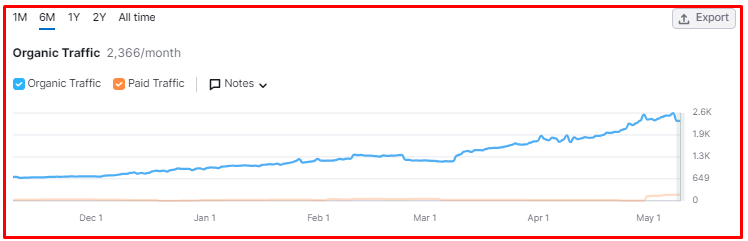 1M 6M 1Y 2Y All time Export
Organic Traffic 2,366/month
Organic Traffic Paid Traffic Notes
2.6K
1.9K
1.3K
649
0
Dec 1 Jan 1 Feb 1 Mar 1 Apr 1 May 1